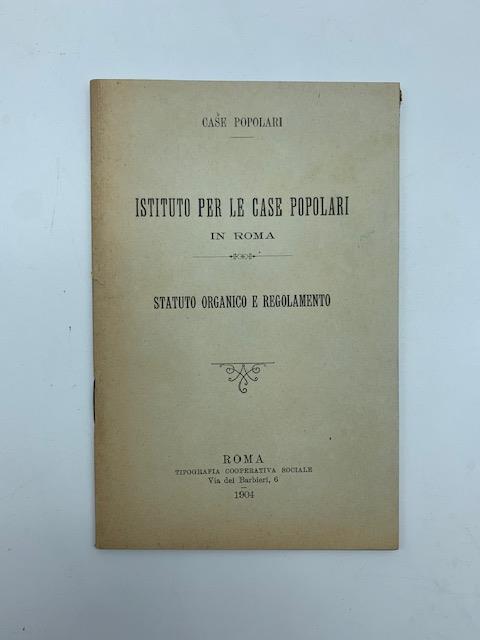 CASE POPOLARI
ISTITUTO PER LE CASE POPOLARI
IN ROMA
STATUTO ORGANICO E REGOLAMENTO
ROMA
TIPOGRAFIA COOPERATIVA SOCIALE
Via dei Barbieri, 6
1904